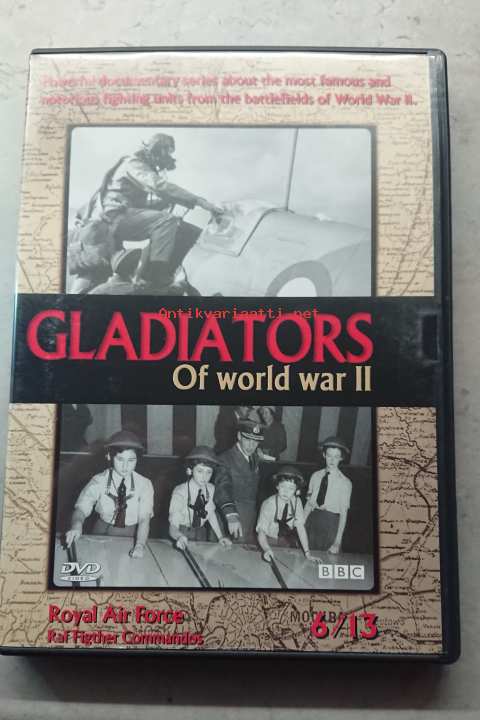 Powerful documentary series about the most famous and
notorious fighting units from the battlefields of World War II.
Antikvariaatti.net
GLADIATORS
Of world war II
DVD
VIDEO
BBC
Royal Air Force
6/13
Raf Figther Commandos